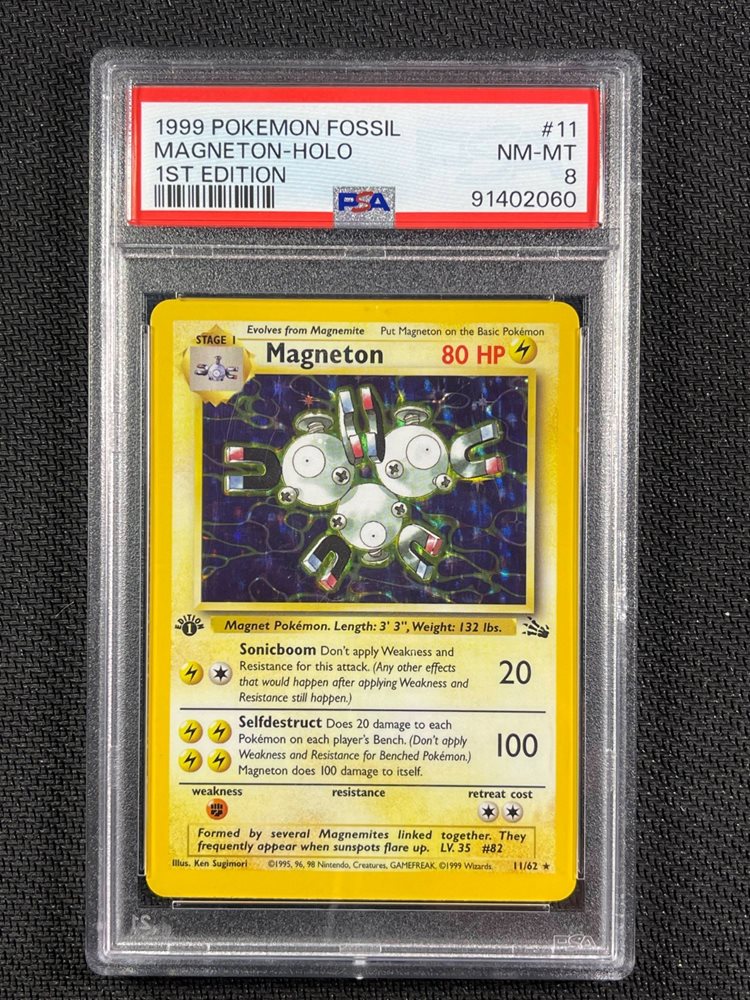 1999 POKEMON FOSSIL #11
MAGNETON-HOLO NM-MT
1ST EDITION 8
PSA 91402060
STAGE 1 Evolves from Magnemite Put Magneton on the Basic Pokémon
Magneton 80 HP
EDITION 1
Magnet Pokémon. Length: 3' 3", Weight: 132 lbs.
Sonicboom Don't apply Weakness and
Resistance for this attack. (Any other effects
that would happen after applying Weakness and
Resistance still happen.)
20
Selfdestruct Does 20 damage to each
Pokémon on each player's Bench. (Don't apply
Weakness and Resistance for Benched Pokémon.)
Magneton does 100 damage to itself.
100
weakness resistance retreat cost
Formed by several Magnemites linked together. They
frequently appear when sunspots flare up. LV. 35 #82
Illus. Ken Sugimori ©1995, 96, 98 Nintendo, Creatures, GAMEFREAK. ©1999 Wizards. 11/62 ★
PSA